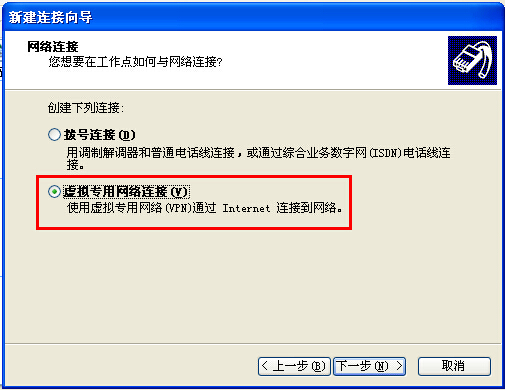 新建连接向导
网络连接
您想要在工作点如何与网络连接?
创建下列连接:
拨号连接(D)
用调制解调器和普通电话线连接，或通过综合业务数字网(ISDN)电话线连
接。
虚拟专用网络连接(V)
使用虚拟专用网络(VPN)通过 Internet 连接到网络。
< 上一步(B) 下一步(N) > 取消